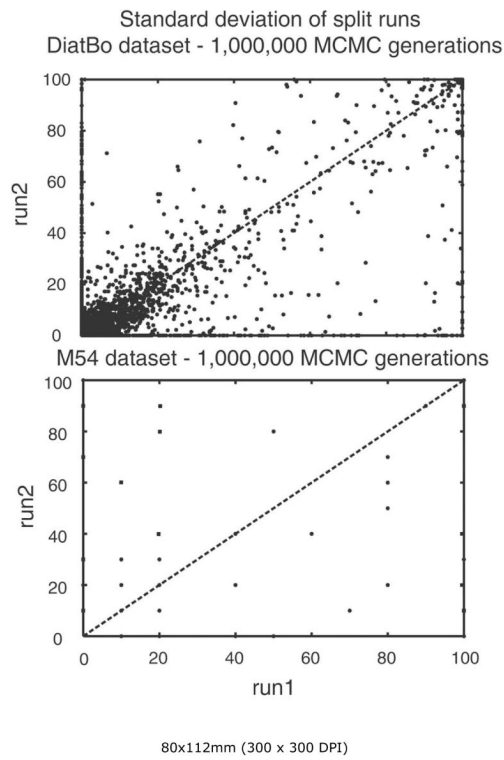 Standard deviation of split runs
DiatBo dataset - 1,000,000 MCMC generations
100
80
60
40
20
0
run2
M54 dataset - 1,000,000 MCMC generations
100
80
60
40
20
0
run2
0 20 40 60 80 100
run1
80x112mm (300 x 300 DPI)